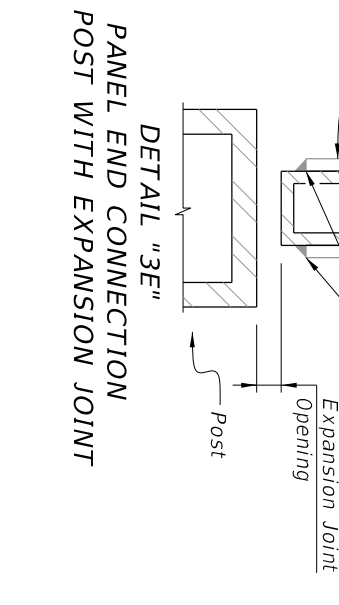 Expansion Joint
Opening
Post
DETAIL "3E"
PANEL END CONNECTION
POST WITH EXPANSION JOINT